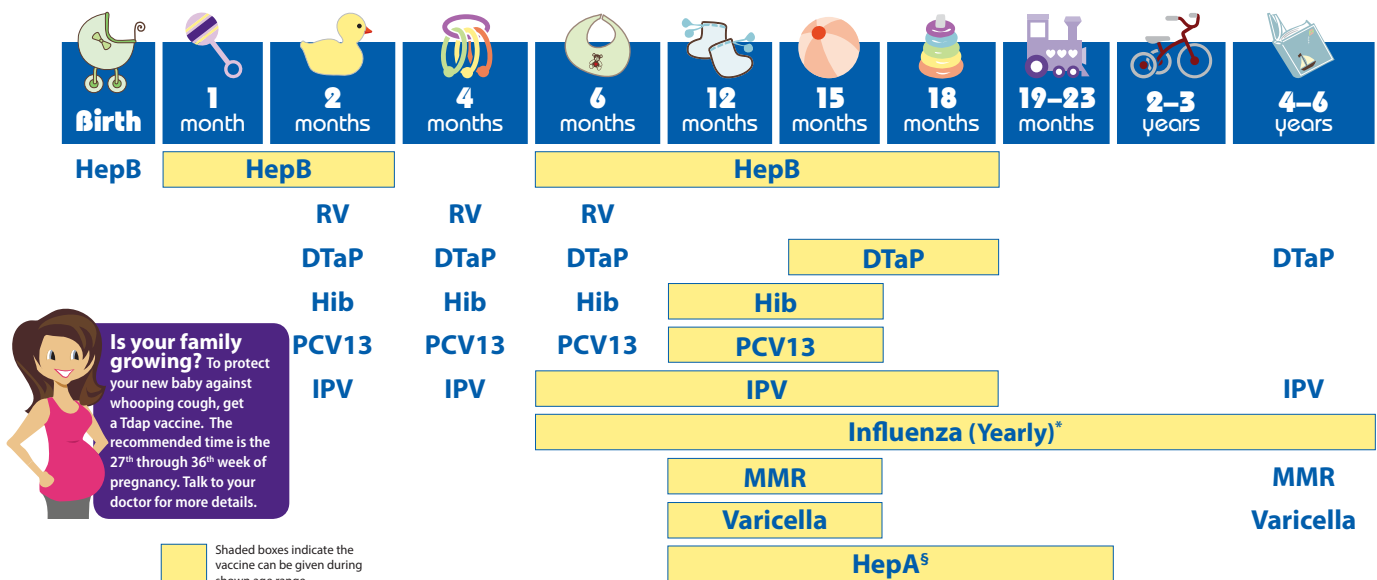 Birth
1
month
2
months
4
months
6
months
12
months
15
months
18
months
19–23
months
2–3
years
4–6
years
HepB HepB HepB
RV RV RV
DTaP DTaP DTaP DTaP DTaP
Hib Hib Hib Hib
PCV13 PCV13 PCV13 PCV13
IPV IPV IPV IPV
Influenza (Yearly)*
MMR MMR
Varicella Varicella
HepA§
Is your family
growing? To protect
your new baby against
whooping cough, get
a Tdap vaccine. The
recommended time is the
27th through 36th week of
pregnancy. Talk to your
doctor for more details.
Shaded boxes indicate the
vaccine can be given during
shown age range.